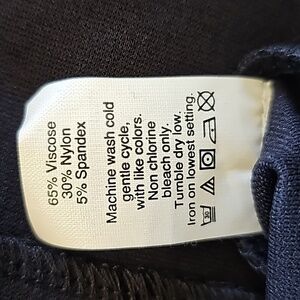 65% Viscose
30% Nylon
5% Spandex
Machine wash cold
gentle cycle,
with like colors.
Non chlorine
bleach only.
Tumble dry low.
Iron on lowest setting.
30